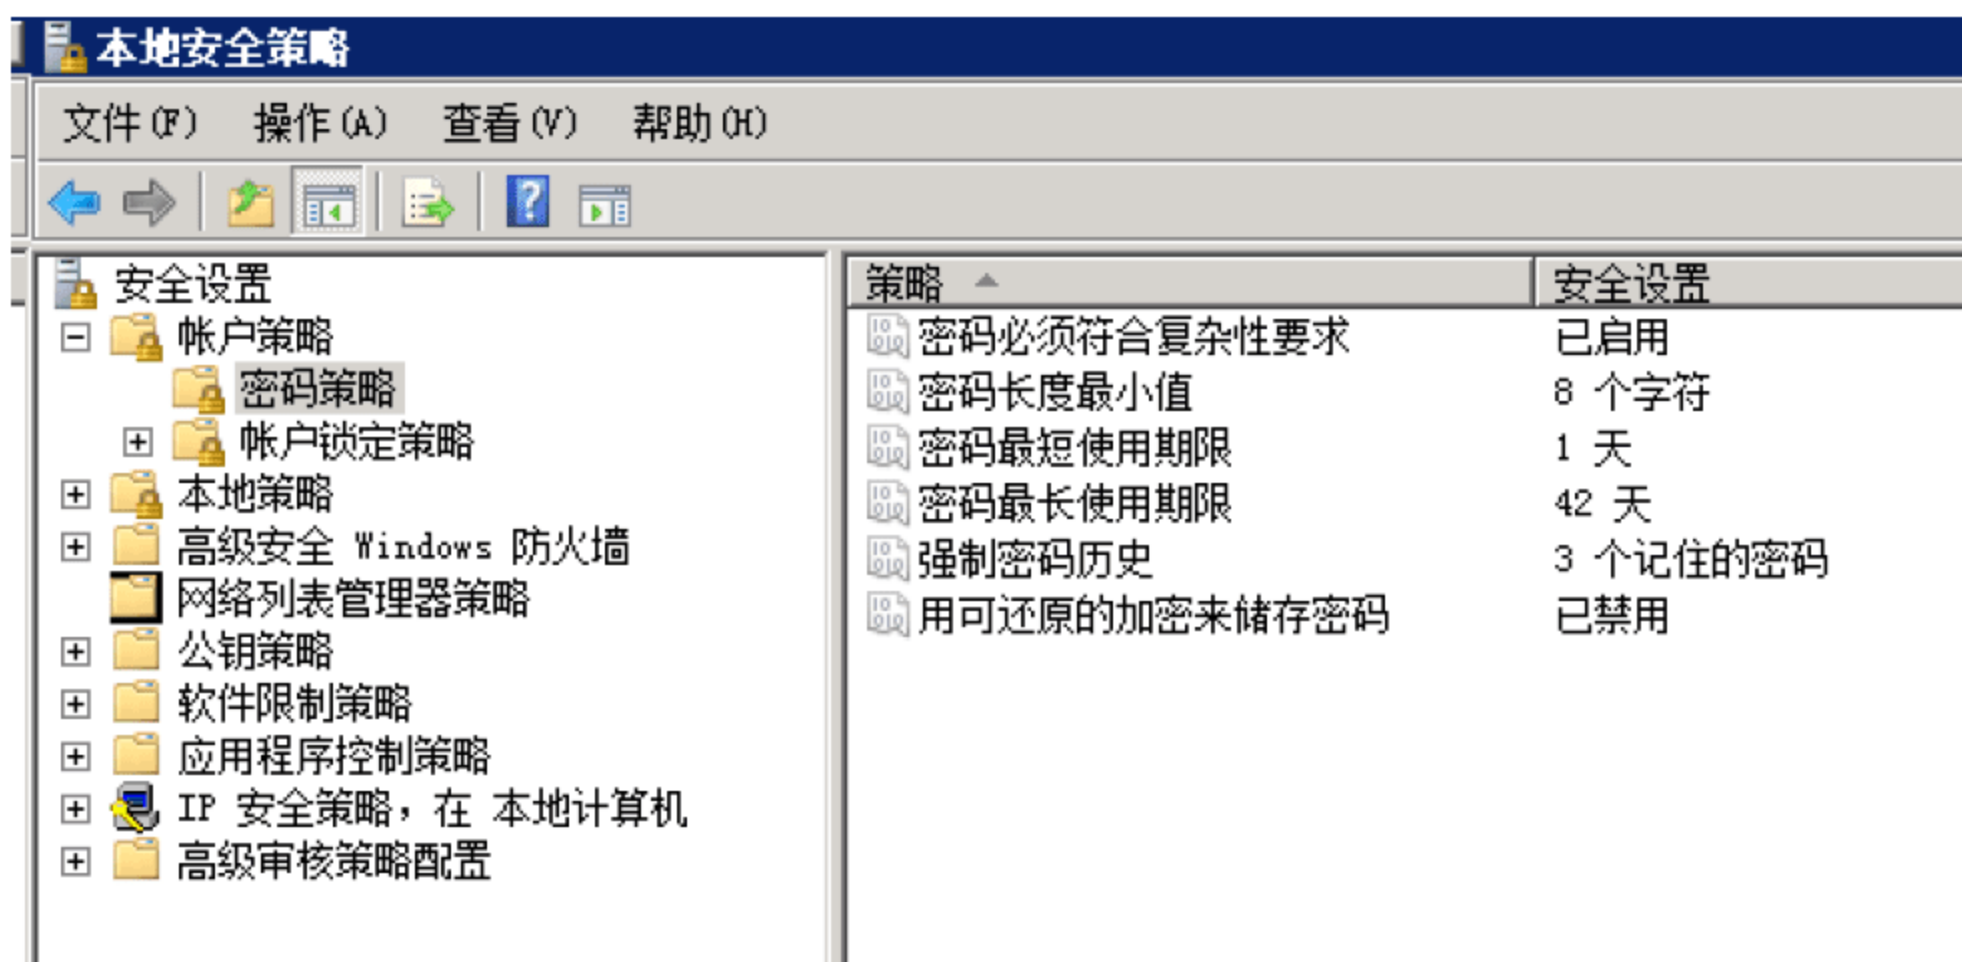 本地安全策略
文件(F) 操作(A) 查看(V) 帮助(H)
安全设置
帐户策略
密码策略
帐户锁定策略
本地策略
高级安全 Windows 防火墙
网络列表管理器策略
公钥策略
软件限制策略
应用程序控制策略
IP 安全策略，在 本地计算机
高级审核策略配置
策略 安全设置
密码必须符合复杂性要求 已启用
密码长度最小值 8 个字符
密码最短使用期限 1 天
密码最长使用期限 42 天
强制密码历史 3 个记住的密码
用可还原的加密来储存密码 已禁用